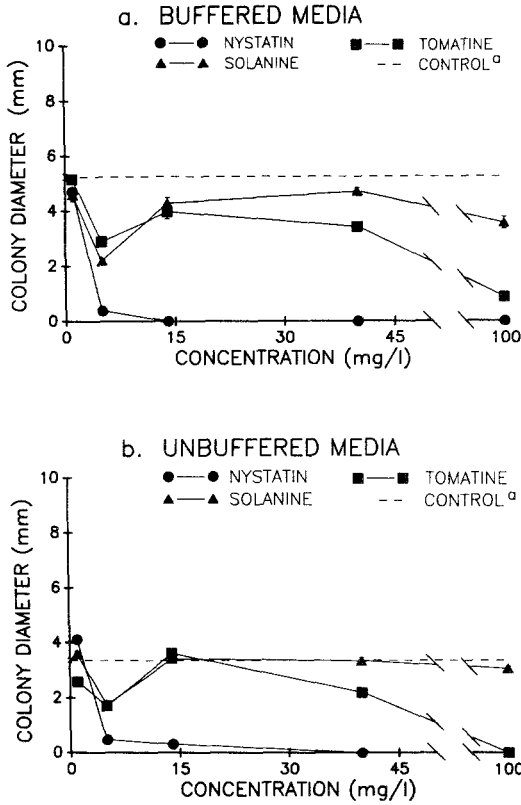 a. BUFFERED MEDIA
NYSTATIN
TOMATINE
SOLANINE
CONTROL a
COLONY DIAMETER (mm)
10
8
6
4
2
0
0
15
30
45
100
CONCENTRATION (mg/l)
b. UNBUFFERED MEDIA
NYSTATIN
TOMATINE
SOLANINE
CONTROL a
COLONY DIAMETER (mm)
10
8
6
4
2
0
0
15
30
45
100
CONCENTRATION (mg/l)